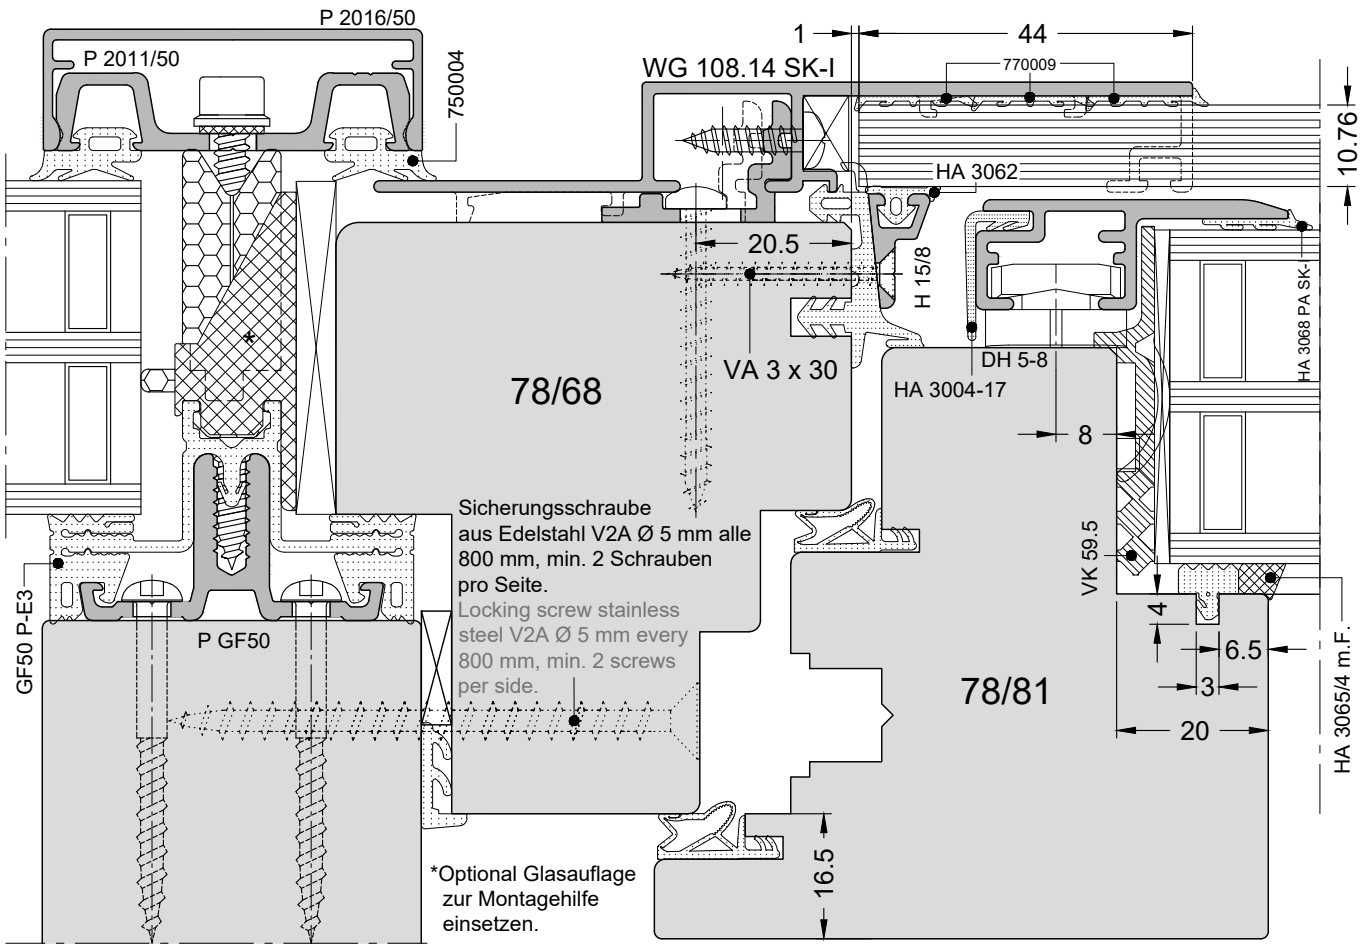 P 2016/50
P 2011/50
750004
WG 108.14 SK-I
1
44
770009
10.76
HA 3062
20.5
H 15/8
HA 3068 PA SK-I
VA 3 x 30
DH 5-8
HA 3004-17
78/68
8
*
Sicherungsschraube
aus Edelstahl V2A Ø 5 mm alle
800 mm, min. 2 Schrauben
pro Seite.
Locking screw stainless
steel V2A Ø 5 mm every
800 mm, min. 2 screws
per side.
VK 59.5
GF50 P-E3
P GF50
4
6.5
3
20
HA 3065/4 m.F.
78/81
16.5
*Optional Glasauflage
zur Montagehilfe
einsetzen.